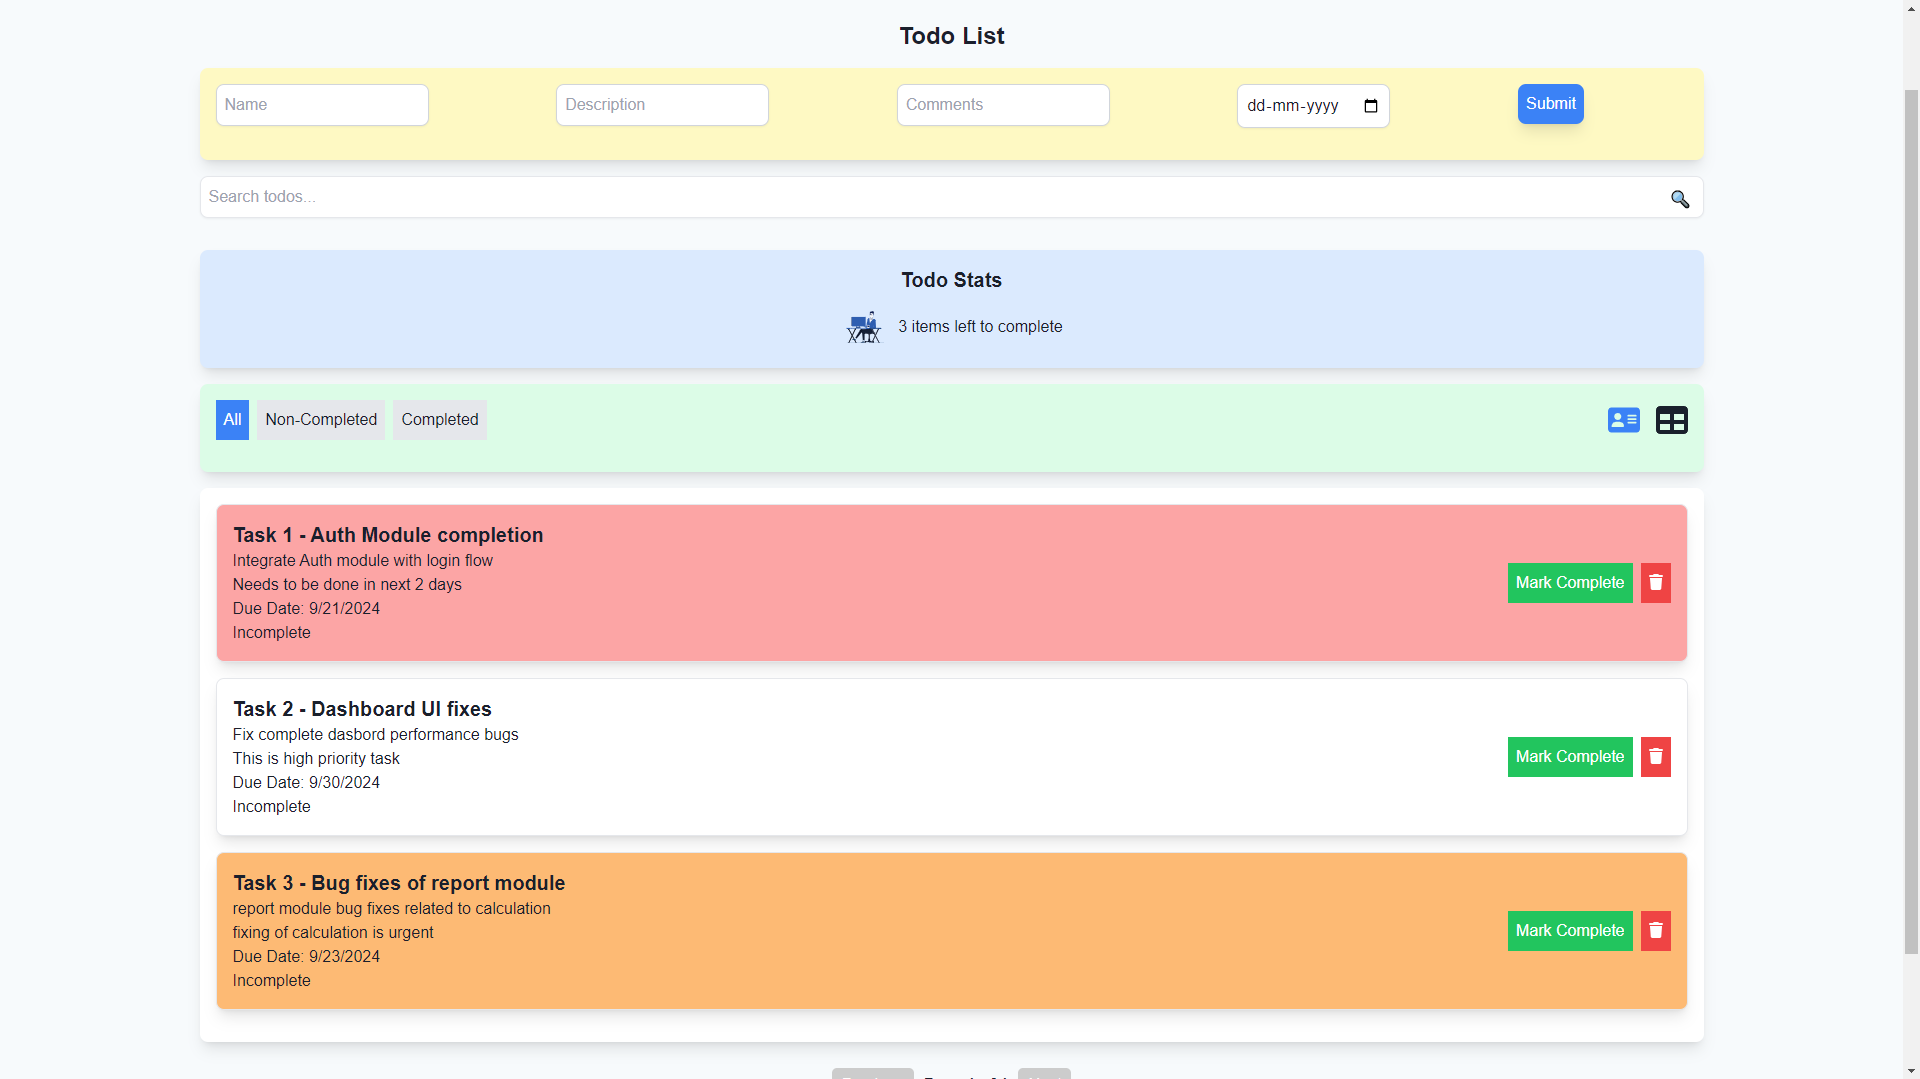 Todo List
Name Description Comments dd-mm-yyyy Submit
Search todos...
Todo Stats
3 items left to complete
All Non-Completed Completed
Task 1 - Auth Module completion
Integrate Auth module with login flow
Needs to be done in next 2 days
Due Date: 9/21/2024
Incomplete
Mark Complete
Task 2 - Dashboard UI fixes
Fix complete dasbord performance bugs
This is high priority task
Due Date: 9/30/2024
Incomplete
Mark Complete
Task 3 - Bug fixes of report module
report module bug fixes related to calculation
fixing of calculation is urgent
Due Date: 9/23/2024
Incomplete
Mark Complete